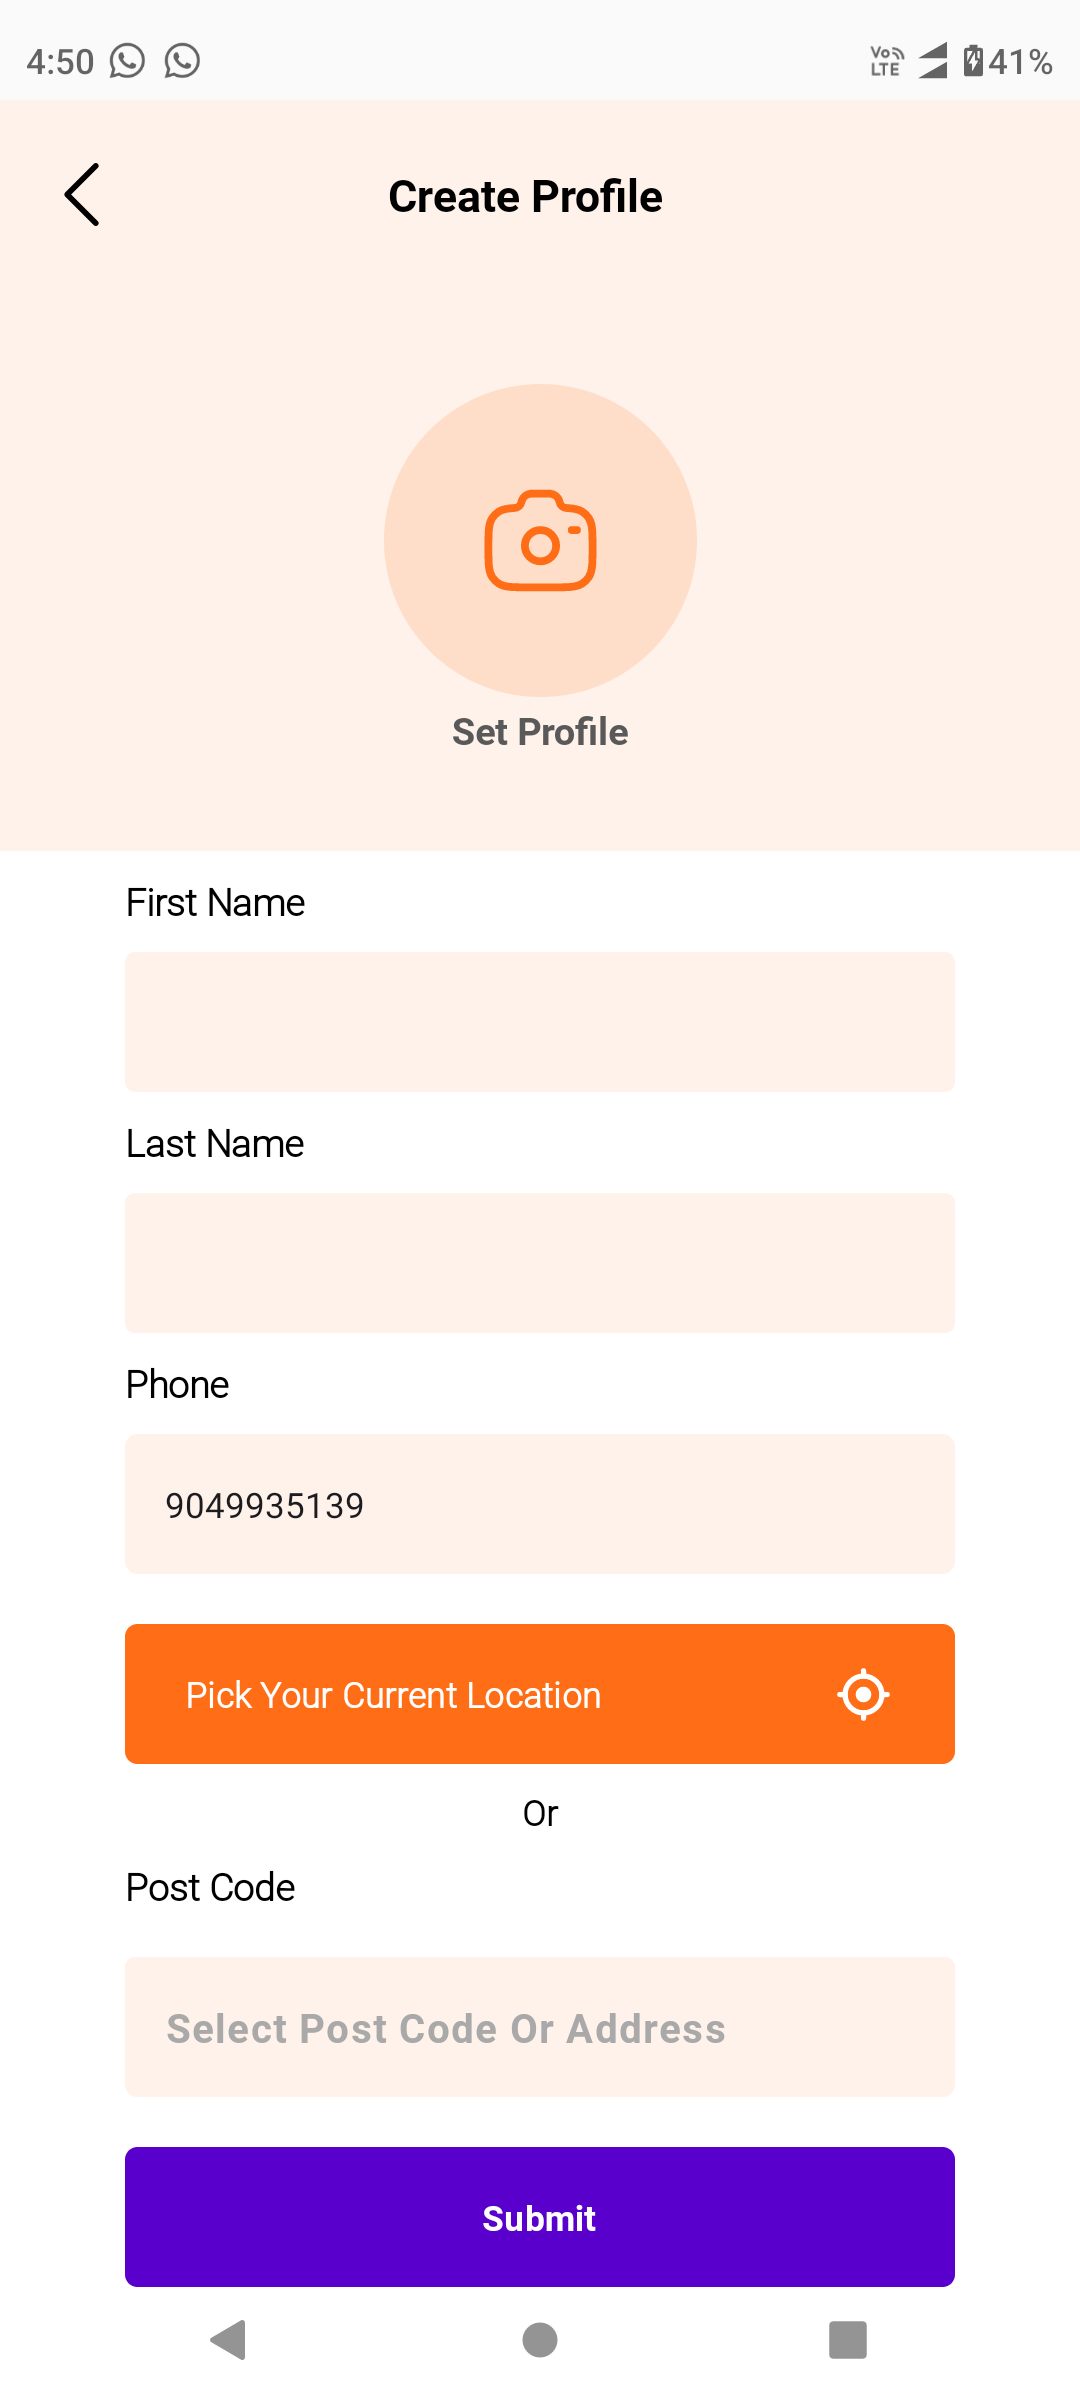 4:50
Vo LTE 41%
Create Profile
Set Profile
First Name
Last Name
Phone
9049935139
Pick Your Current Location
Or
Post Code
Select Post Code Or Address
Submit